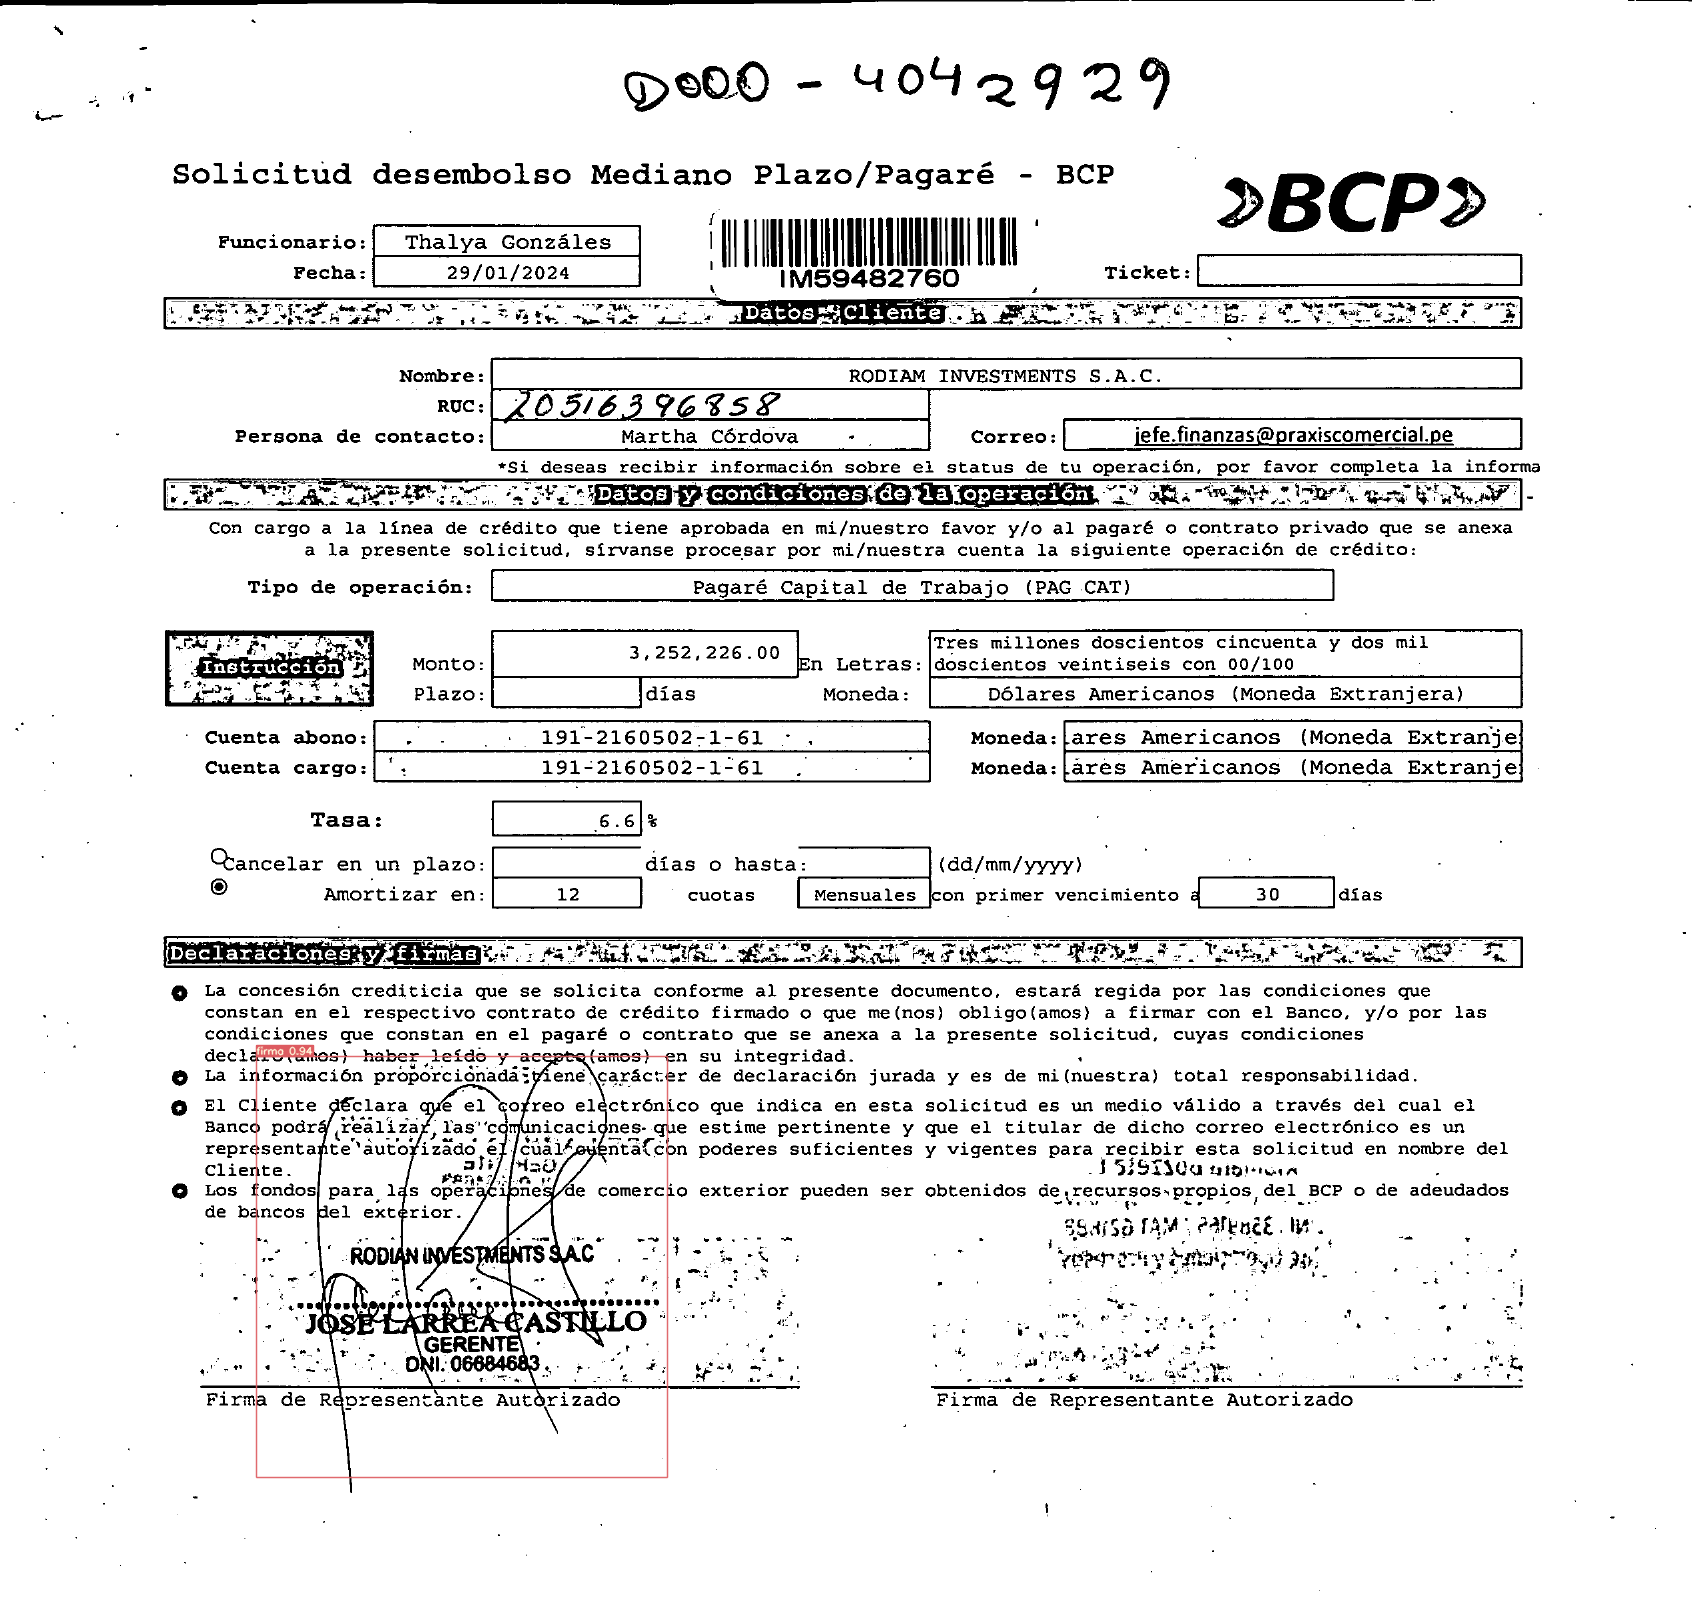 D000 - 4042929
Solicitud desembolso Mediano Plazo/Pagaré - BCP
BCP
Funcionario: Thalya Gonzáles
Fecha: 29/01/2024
IM59482760
Ticket:
Datos Cliente
Nombre: RODIAM INVESTMENTS S.A.C.
RUC: 20516396858
Persona de contacto: Martha Córdova Correo: jefe.finanzas@praxiscomercial.pe
*Si deseas recibir información sobre el status de tu operación, por favor completa la informa
Datos y condiciones de la operación
Con cargo a la línea de crédito que tiene aprobada en mi/nuestro favor y/o al pagaré o contrato privado que se anexa
a la presente solicitud, sírvanse procesar por mi/nuestra cuenta la siguiente operación de crédito:
Tipo de operación: Pagaré Capital de Trabajo (PAG CAT)
Instrucción
Monto: 3,252,226.00 En Letras: Tres millones doscientos cincuenta y dos mil
doscientos veintiseis con 00/100
Plazo: días Moneda: Dólares Americanos (Moneda Extranjera)
Cuenta abono: 191-2160502-1-61 Moneda: ares Americanos (Moneda Extranje
Cuenta cargo: 191-2160502-1-61 Moneda: ares Americanos (Moneda Extranje
Tasa: 6.6 %
Cancelar en un plazo: días o hasta: (dd/mm/yyyy)
Amortizar en: 12 cuotas Mensuales con primer vencimiento a 30 días
Declaraciones y firmas
La concesión crediticia que se solicita conforme al presente documento, estará regida por las condiciones que
constan en el respectivo contrato de crédito firmado o que me(nos) obligo(amos) a firmar con el Banco, y/o por las
condiciones que constan en el pagaré o contrato que se anexa a la presente solicitud, cuyas condiciones
declaro(amos) haber leído y acepto(amos) en su integridad.
firma 0.94
La información proporcionada tiene carácter de declaración jurada y es de mi(nuestra) total responsabilidad.
El Cliente declara que el correo electrónico que indica en esta solicitud es un medio válido a través del cual el
Banco podrá realizar las comunicaciones que estime pertinente y que el titular de dicho correo electrónico es un
representante autorizado el cual cuenta con poderes suficientes y vigentes para recibir esta solicitud en nombre del
Cliente.
Los fondos para las operaciones de comercio exterior pueden ser obtenidos de recursos propios del BCP o de adeudados
de bancos del exterior.
RODIAN INVESTMENTS S.A.C
JOSE LARREA CASTILLO
GERENTE
DNI. 06684683
Firma de Representante Autorizado Firma de Representante Autorizado